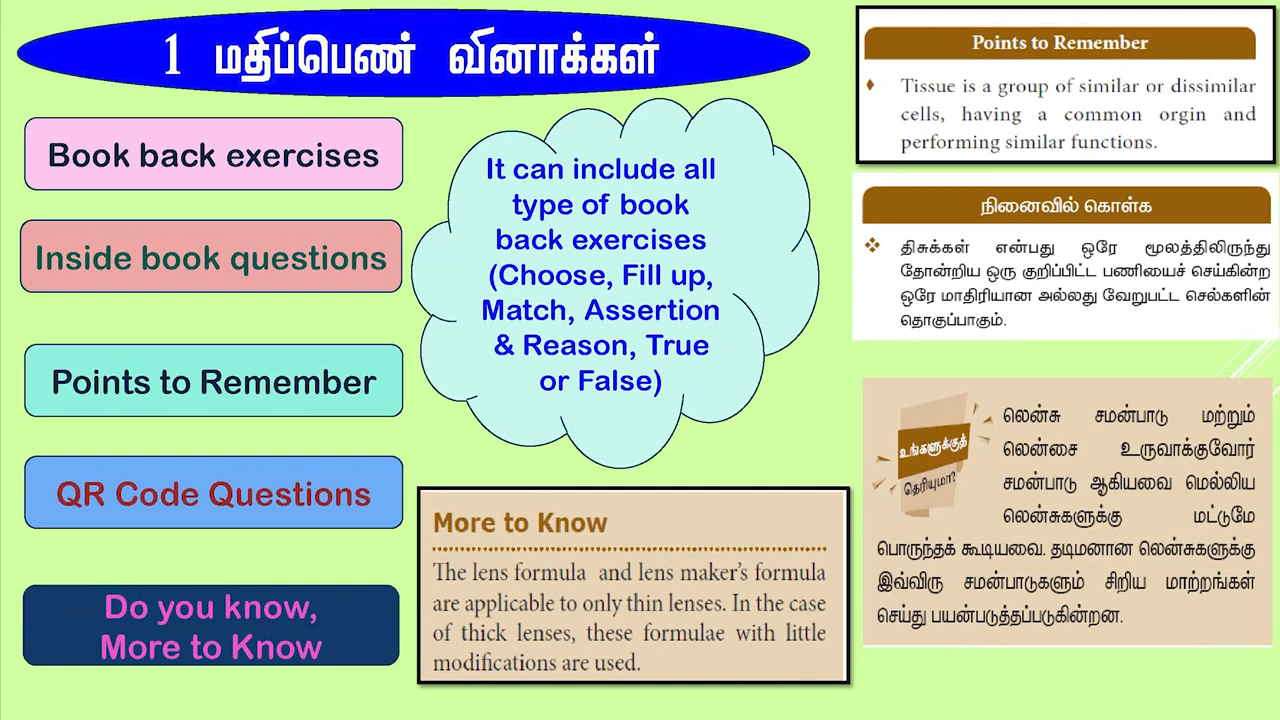 1 மதிப்பெண் வினாக்கள்
Book back exercises
Inside book questions
Points to Remember
QR Code Questions
Do you know,
More to Know
It can include all
type of book
back exercises
(Choose, Fill up,
Match, Assertion
& Reason, True
or False)
More to Know
The lens formula and lens maker's formula
are applicable to only thin lenses. In the case
of thick lenses, these formulae with little
modifications are used.
Points to Remember
Tissue is a group of similar or dissimilar
cells, having a common orgin and
performing similar functions.
நினைவில் கொள்க
திசுக்கள் என்பது ஒரே மூலத்திலிருந்து
தோன்றிய ஒரு குறிப்பிட்ட பணியைச் செய்கின்ற
ஒரே மாதிரியான அல்லது வேறுபட்ட செல்களின்
தொகுப்பாகும்.
உங்களுக்குத்
தெரியுமா?
லென்சு சமன்பாடு மற்றும்
லென்சை உருவாக்குவோர்
சமன்பாடு ஆகியவை மெல்லிய
லென்சுகளுக்கு மட்டுமே
பொருந்தக் கூடியவை. தடிமனான லென்சுகளுக்கு
இவ்விரு சமன்பாடுகளும் சிறிய மாற்றங்கள்
செய்து பயன்படுத்தப்படுகின்றன.